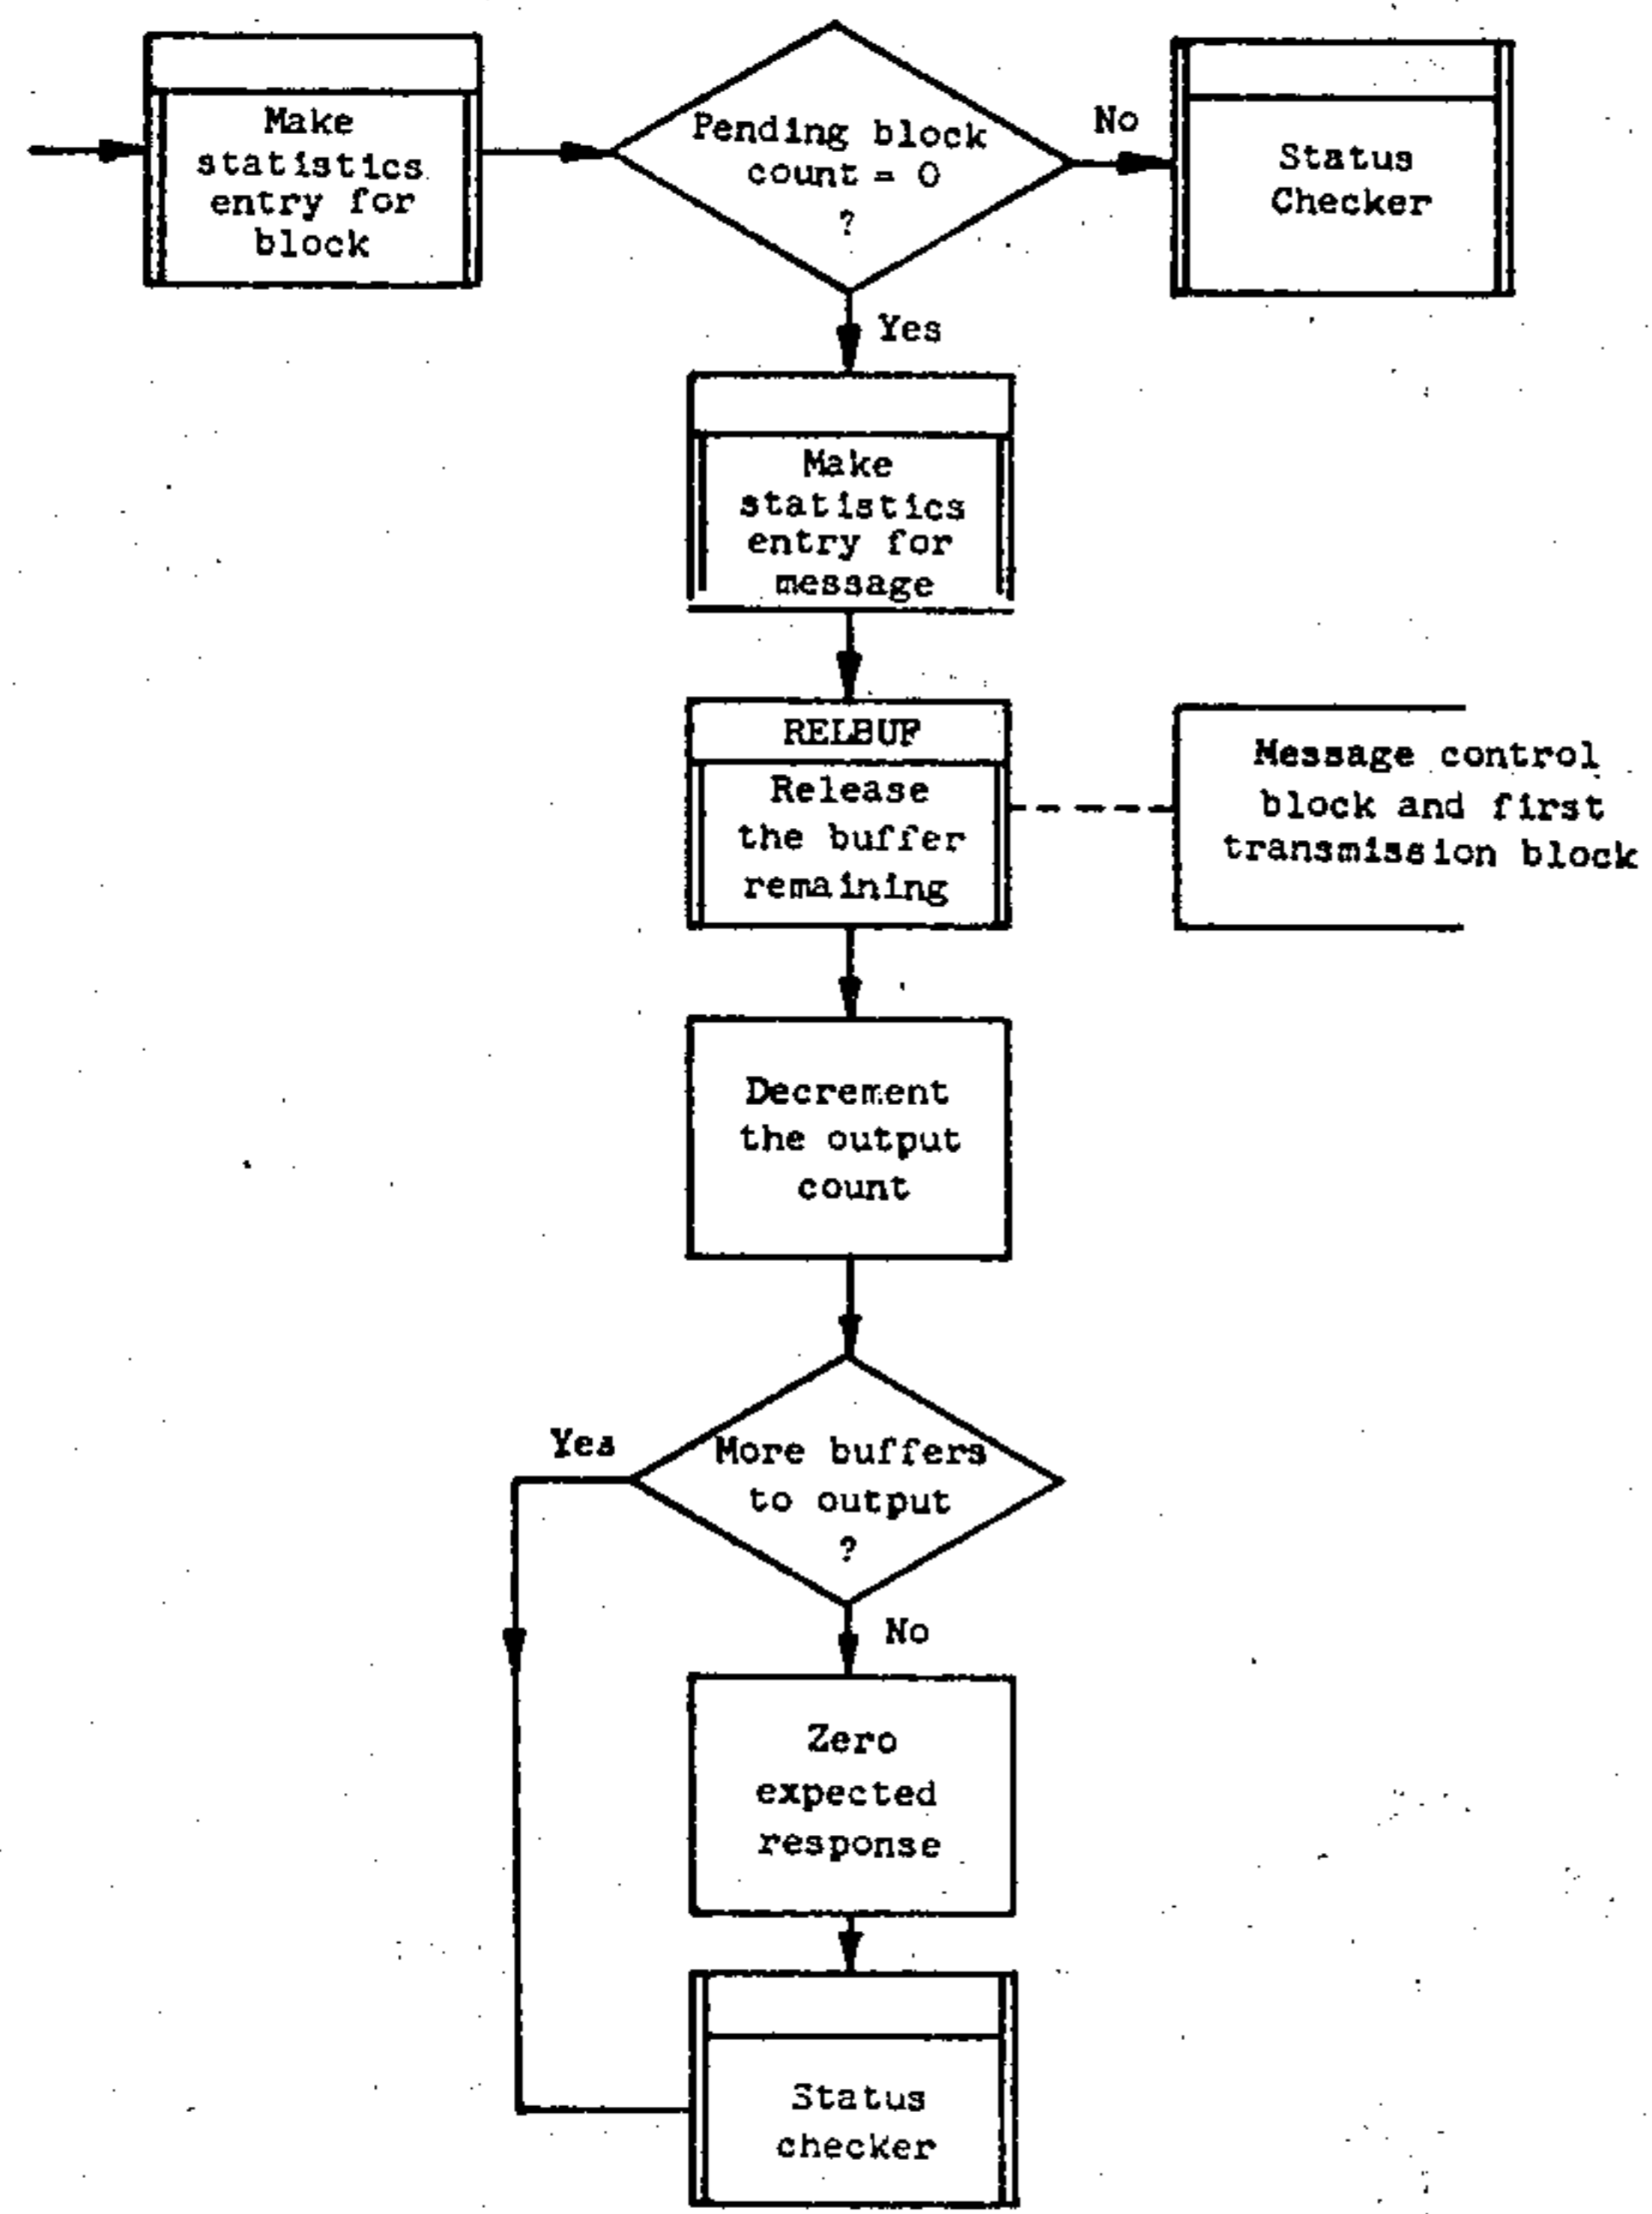 Make
statistics
entry for
block
Pending block
count = 0
?
No
Status
Checker
Yes
Make
statistics
entry for
message
RELBUF
Release
the buffer
remaining
Message control
block and first
transmission block
Decrement
the output
count
Yes
More buffers
to output
?
No
Zero
expected
response
Status
checker